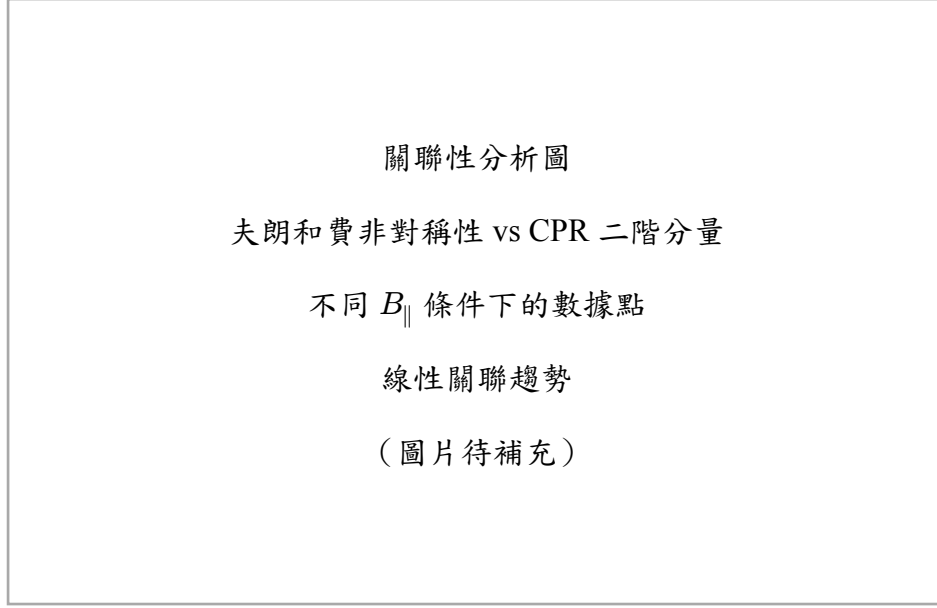 關聯性分析圖
夫朗和費非對稱性 vs CPR 二階分量
不同 B∥ 條件下的數據點
線性關聯趨勢
（圖片待補充）